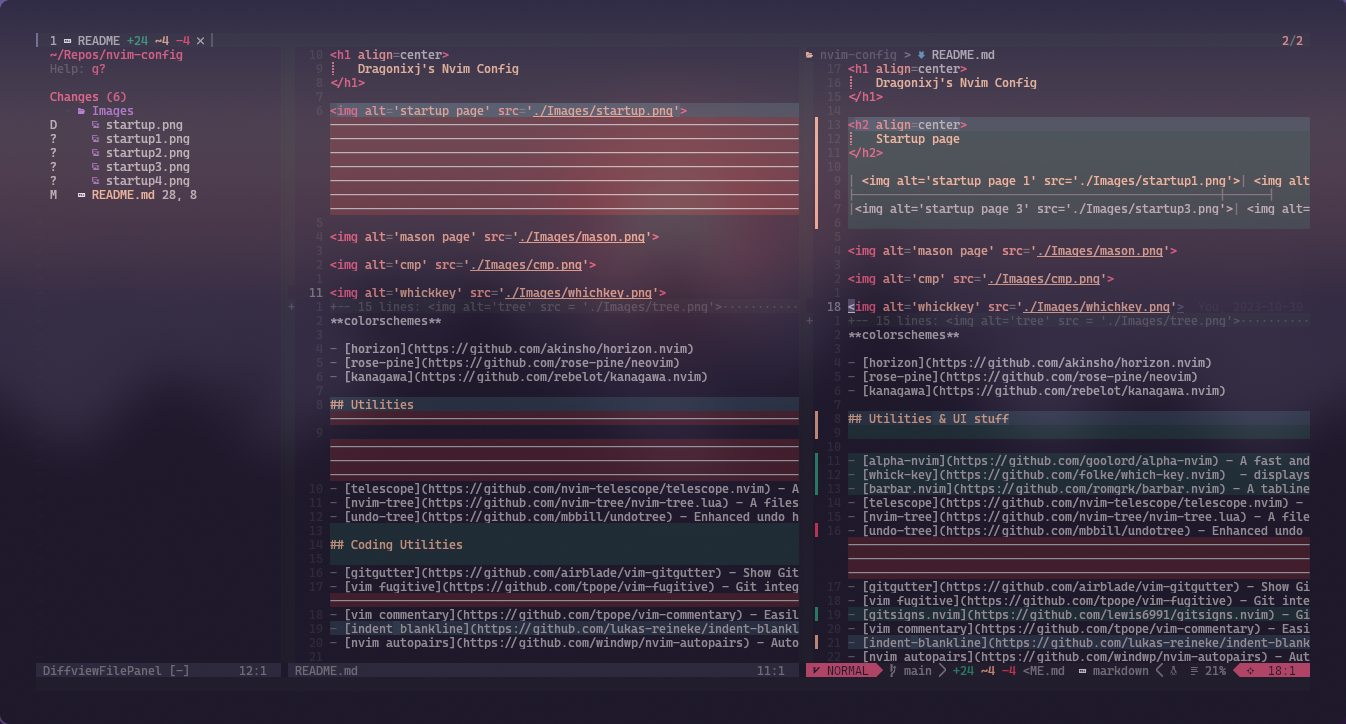 1 README +24 ~4 -4 ×
2/2
~/Repos/nvim-config
Help: g?
Changes (6)
Images
D startup.png
? startup1.png
? startup2.png
? startup3.png
? startup4.png
M README.md 28, 8
10 <h1 align=center>
9 Dragonixj's Nvim Config
8 </h1>
7
6 <img alt='startup page' src='./Images/startup.png'>
5
4 <img alt='mason page' src='./Images/mason.png'>
3
2 <img alt='cmp' src='./Images/cmp.png'>
1
11 <img alt='whickkey' src='./Images/whichkey.png'>
+ 1 +-- 15 lines: <img alt='tree' src = './Images/tree.png'>···········
2 **colorschemes**
3
4 - [horizon](https://github.com/akinsho/horizon.nvim)
5 - [rose-pine](https://github.com/rose-pine/neovim)
6 - [kanagawa](https://github.com/rebelot/kanagawa.nvim)
7
8 ## Utilities
9
10 - [telescope](https://github.com/nvim-telescope/telescope.nvim) - A
11 - [nvim-tree](https://github.com/nvim-tree/nvim-tree.lua) - A files
12 - [undo-tree](https://github.com/mbbill/undotree) - Enhanced undo h
13
14 ## Coding Utilities
15
16 - [gitgutter](https://github.com/airblade/vim-gitgutter) - Show Git
17 - [vim fugitive](https://github.com/tpope/vim-fugitive) - Git integ
18 - [vim commentary](https://github.com/tpope/vim-commentary) - Easil
19 - [indent blankline](https://github.com/lukas-reineke/indent-blankl
20 - [nvim autopairs](https://github.com/windwp/nvim-autopairs) - Auto
21
nvim-config > README.md
17 <h1 align=center>
16 Dragonixj's Nvim Config
15 </h1>
14
13 <h2 align=center>
12 Startup page
11 </h2>
10
9 | <img alt='startup page 1' src='./Images/startup1.png'>| <img alt
8
7 |<img alt='startup page 3' src='./Images/startup3.png'>| <img alt=
6
5
4 <img alt='mason page' src='./Images/mason.png'>
3
2 <img alt='cmp' src='./Images/cmp.png'>
1
18 <img alt='whickkey' src='./Images/whichkey.png'>
+ 1 +-- 15 lines: <img alt='tree' src = './Images/tree.png'>··········
2 **colorschemes**
3
4 - [horizon](https://github.com/akinsho/horizon.nvim)
5 - [rose-pine](https://github.com/rose-pine/neovim)
6 - [kanagawa](https://github.com/rebelot/kanagawa.nvim)
7
8 ## Utilities & UI stuff
9
10
11 - [alpha-nvim](https://github.com/goolord/alpha-nvim) - A fast and
12 - [whick-key](https://github.com/folke/which-key.nvim) - displays
13 - [barbar.nvim](https://github.com/romgrk/barbar.nvim) - A tabline
14 - [telescope](https://github.com/nvim-telescope/telescope.nvim) -
15 - [nvim-tree](https://github.com/nvim-tree/nvim-tree.lua) - A file
16 - [undo-tree](https://github.com/mbbill/undotree) - Enhanced undo
17 - [gitgutter](https://github.com/airblade/vim-gitgutter) - Show Gi
18 - [vim fugitive](https://github.com/tpope/vim-fugitive) - Git inte
19 - [gitsigns.nvim](https://github.com/lewis6991/gitsigns.nvim) - Gi
20 - [vim commentary](https://github.com/tpope/vim-commentary) - Easi
21 - [indent-blankline](https://github.com/lukas-reineke/indent-blank
22 - [nvim autopairs](https://github.com/windwp/nvim-autopairs) - Aut
DiffviewFilePanel [-] 12:1
README.md 11:1
NORMAL main +24 ~4 -4 <ME.md markdown 21% 18:1